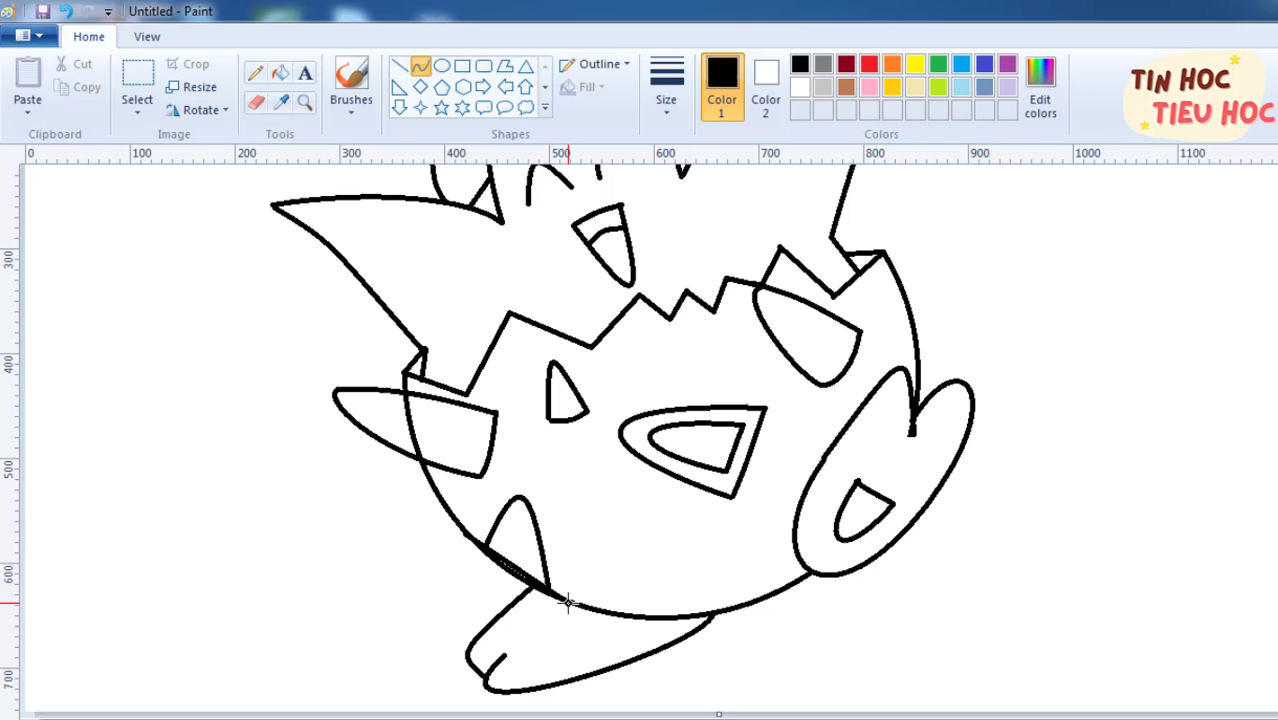 Untitled - Paint
Home View
Paste
Cut
Copy
Clipboard
Select
Crop
Resize
Rotate
Image
A
Tools
Brushes
Outline
Fill
Shapes
Size
Color 1
Color 2
Edit colors
Colors
TIN HOC
TIEU HOC
0 100 200 300 400 500 600 700 800 900 1000 1100
300
400
500
600
700